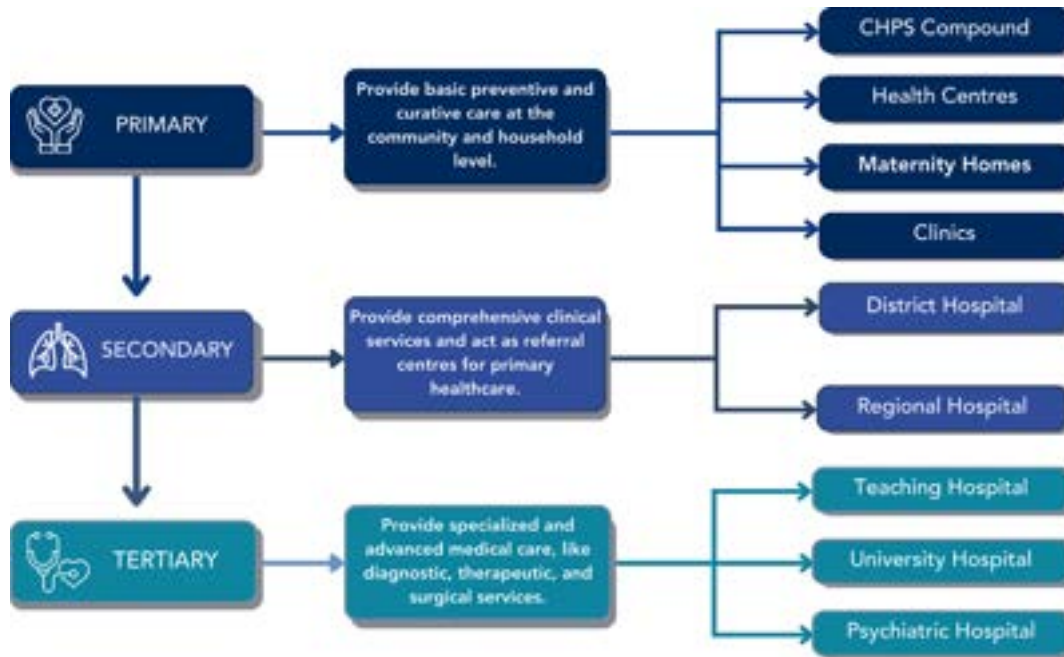 PRIMARY
Provide basic preventive and
curative care at the
community and household
level.
CHPS Compound
Health Centres
Maternity Homes
Clinics
SECONDARY
Provide comprehensive clinical
services and act as referral
centres for primary
healthcare.
District Hospital
Regional Hospital
TERTIARY
Provide specialized and
advanced medical care, like
diagnostic, therapeutic, and
surgical services.
Teaching Hospital
University Hospital
Psychiatric Hospital